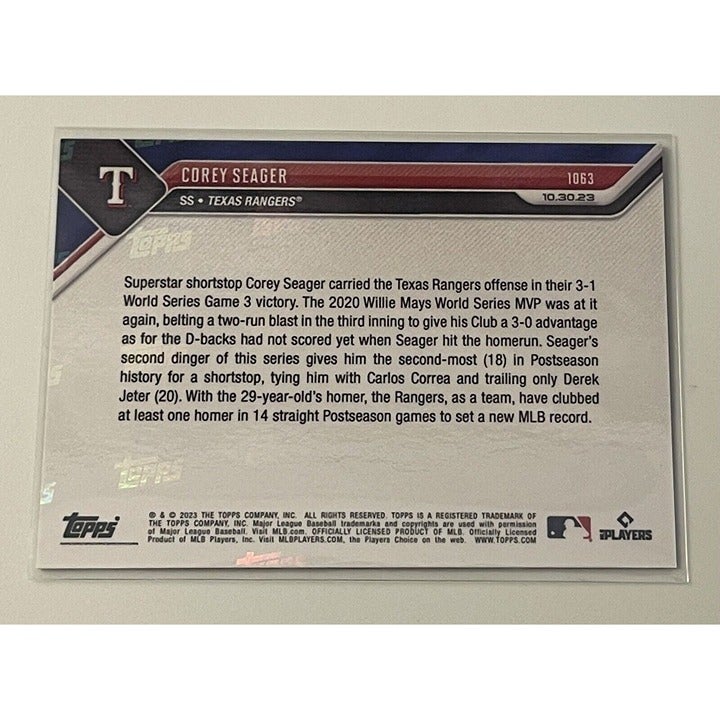 T
COREY SEAGER
1063
SS • TEXAS RANGERS®
10.30.23
TOPPS
Superstar shortstop Corey Seager carried the Texas Rangers offense in their 3-1
World Series Game 3 victory. The 2020 Willie Mays World Series MVP was at it
again, belting a two-run blast in the third inning to give his Club a 3-0 advantage
as for the D-backs had not scored yet when Seager hit the homerun. Seager's
second dinger of this series gives him the second-most (18) in Postseason
history for a shortstop, tying him with Carlos Correa and trailing only Derek
Jeter (20). With the 29-year-old's homer, the Rangers, as a team, have clubbed
at least one homer in 14 straight Postseason games to set a new MLB record.
TOPPS
TOPPS
® & © 2023 THE TOPPS COMPANY, INC. ALL RIGHTS RESERVED. TOPPS IS A REGISTERED TRADEMARK OF
THE TOPPS COMPANY, INC. Major League Baseball trademarks and copyrights are used with permission
of Major League Baseball. Visit MLB.com. OFFICIALLY LICENSED PRODUCT OF MLB. Officially Licensed
Product of MLB Players, Inc. Visit MLBPLAYERS.COM, the Players Choice on the web. WWW.TOPPS.COM
PLAYERS